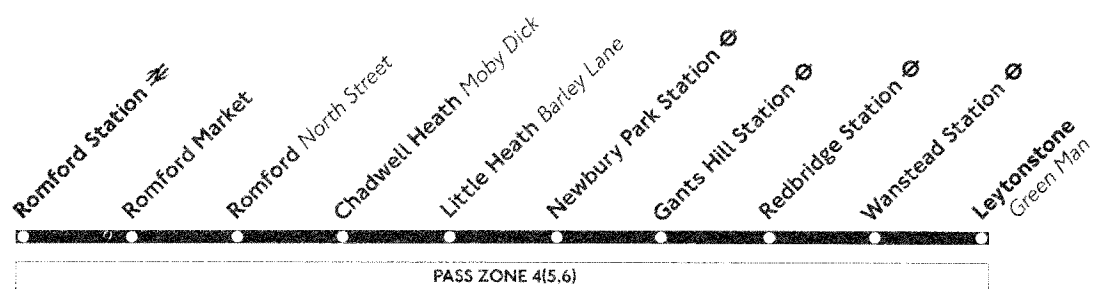 Romford Station
Romford Market
Romford North Street
Chadwell Heath Moby Dick
Little Heath Barley Lane
Newbury Park Station
Gants Hill Station
Redbridge Station
Wanstead Station
Leytonstone
Green Man
PASS ZONE 4(5,6)